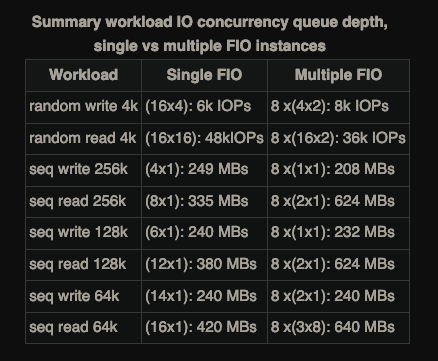 Summary workload IO concurrency queue depth,
single vs multiple FIO instances
Workload Single FIO Multiple FIO
random write 4k (16x4): 6k IOPs 8 x(4x2): 8k IOPs
random read 4k (16x16): 48kIOPs 8 x(16x2): 36k IOPs
seq write 256k (4x1): 249 MBs 8 x(1x1): 208 MBs
seq read 256k (8x1): 335 MBs 8 x(2x1): 624 MBs
seq write 128k (6x1): 240 MBs 8 x(1x1): 232 MBs
seq read 128k (12x1): 380 MBs 8 x(2x1): 624 MBs
seq write 64k (14x1): 240 MBs 8 x(2x1): 240 MBs
seq read 64k (16x1): 420 MBs 8 x(3x8): 640 MBs